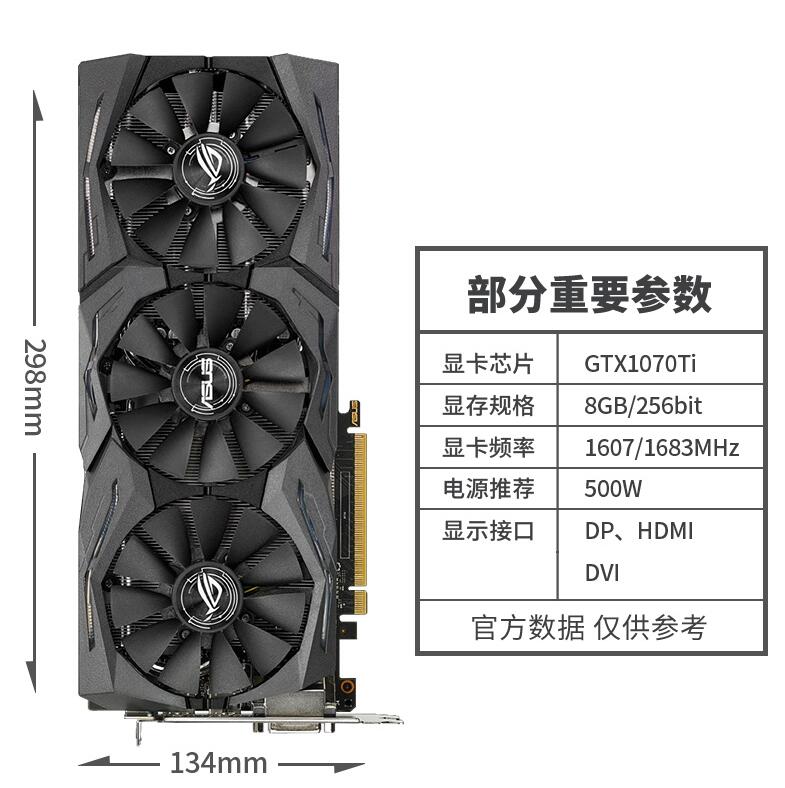 298mm
ASUS
ASUS
134mm
部分重要参数
显卡芯片 GTX1070Ti
显存规格 8GB/256bit
显卡频率 1607/1683MHz
电源推荐 500W
显示接口 DP、HDMI
DVI
官方数据 仅供参考